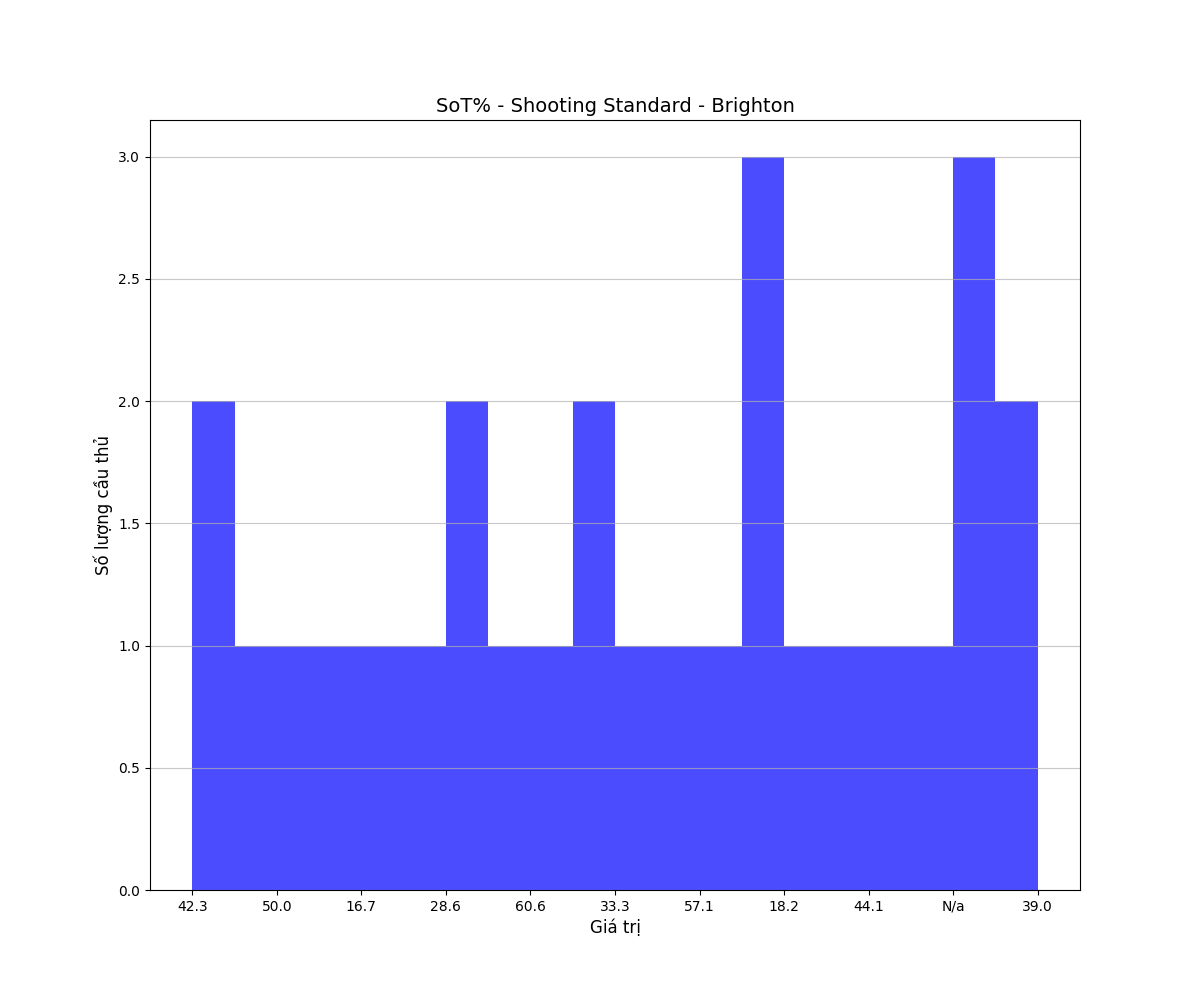 SoT% - Shooting Standard - Brighton
3.0
2.5
2.0
1.5
1.0
0.5
0.0
Số lượng cầu thủ
42.3 50.0 16.7 28.6 60.6 33.3 57.1 18.2 44.1 N/a 39.0
Giá trị